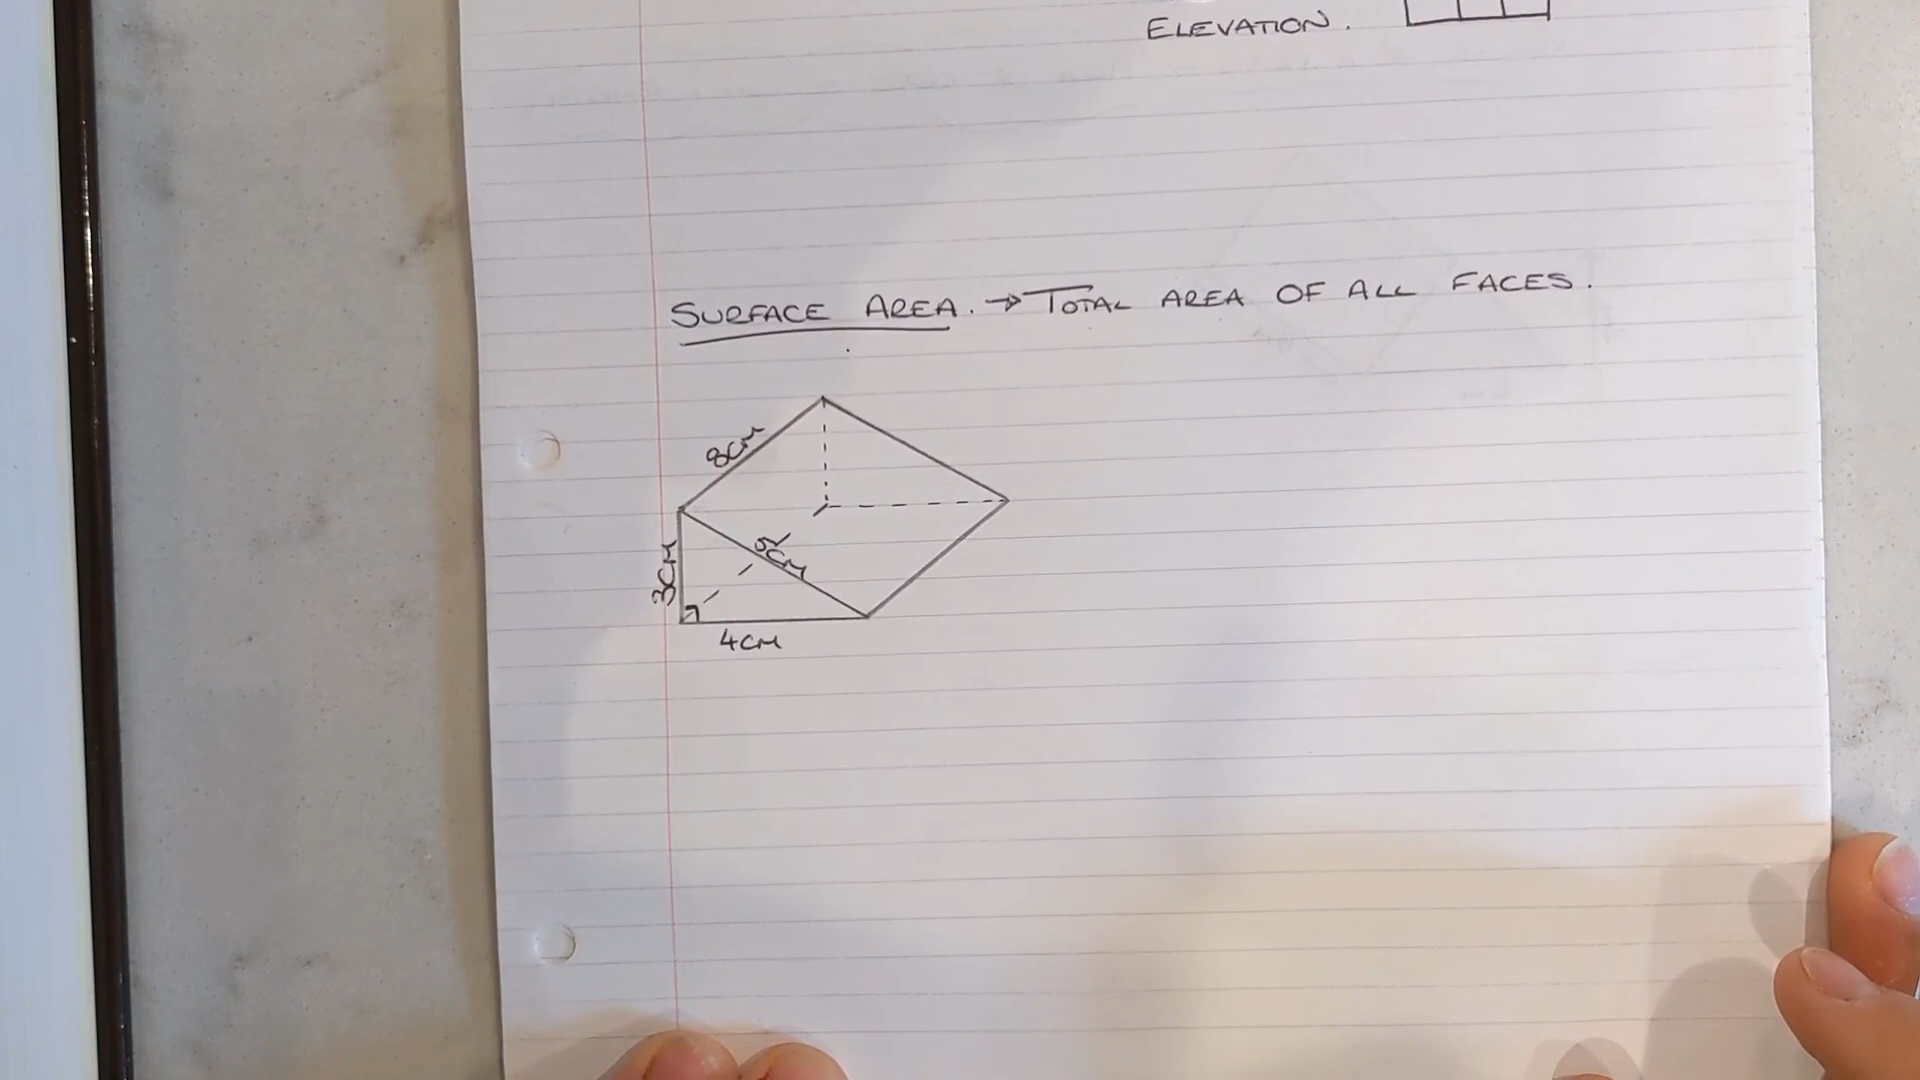 ELEVATION.
SURFACE AREA. → TOTAL AREA OF ALL FACES.
8CM
5CM
3CM
4CM